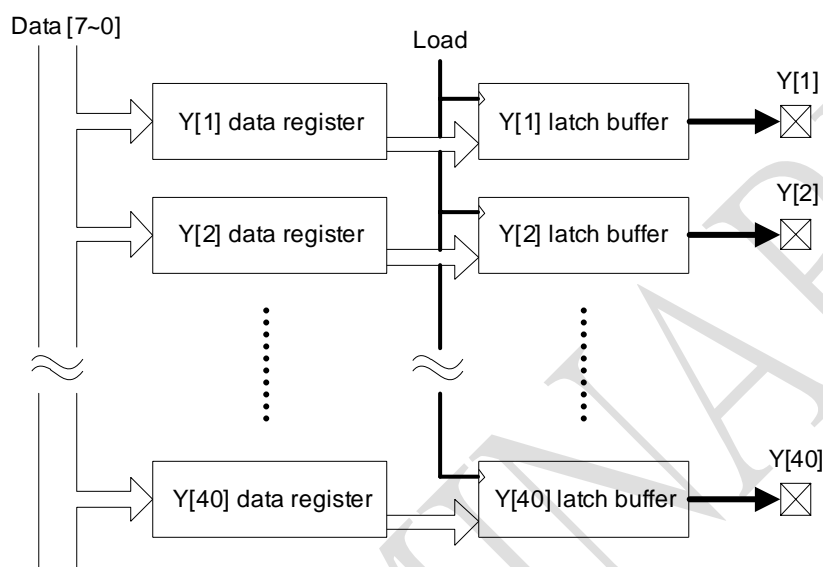 Data [7~0]
Load
Y[1]
Y[1] data register
Y[1] latch buffer
Y[2]
Y[2] data register
Y[2] latch buffer
Y[40]
Y[40] data register
Y[40] latch buffer